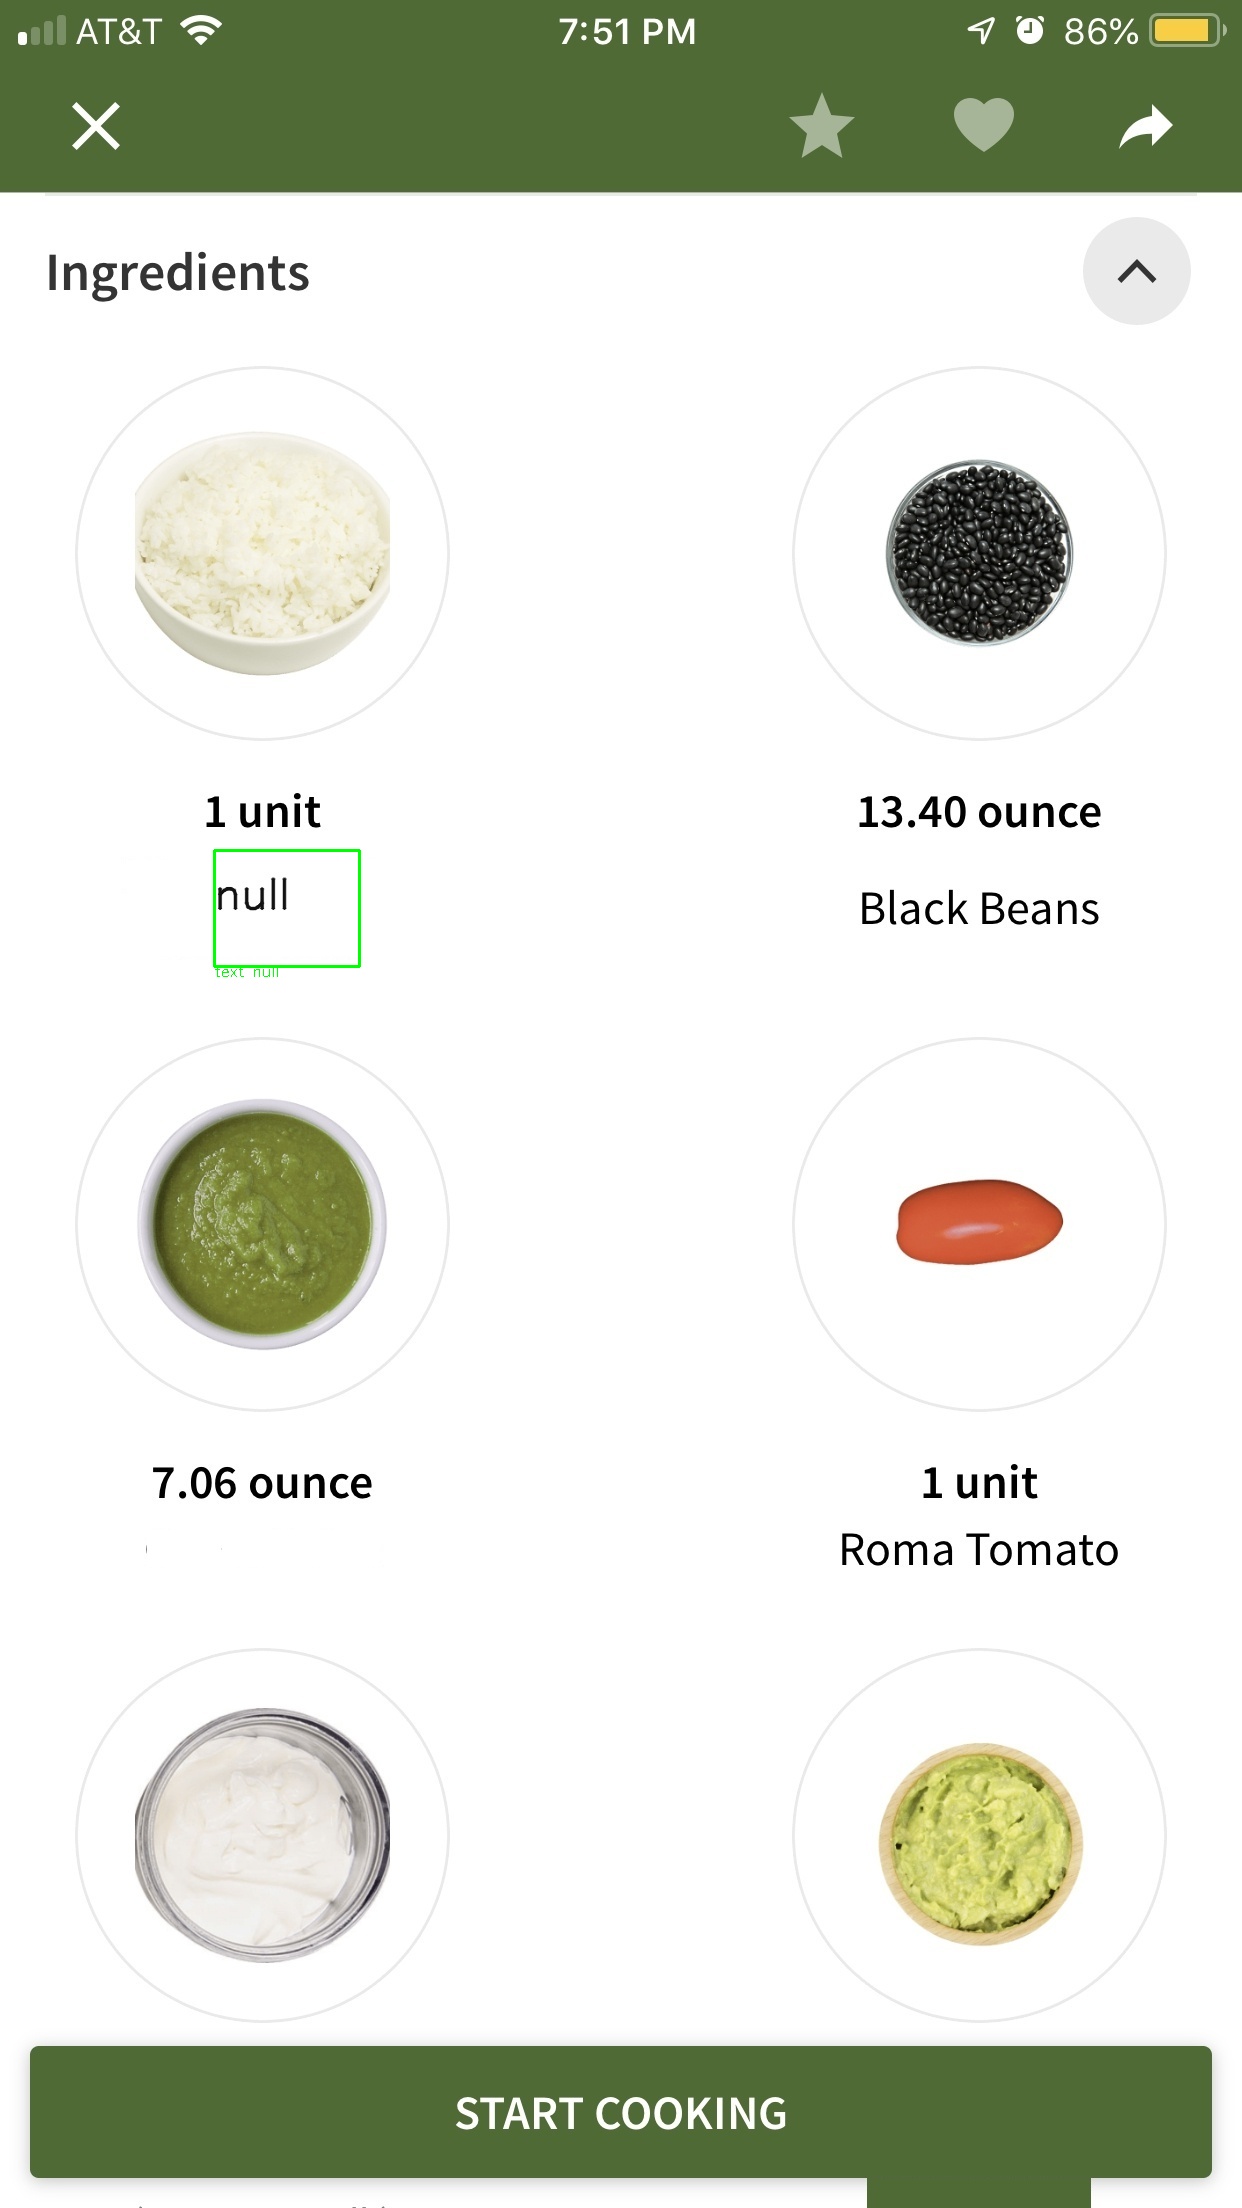 AT&T
7:51 PM
86%
Ingredients
1 unit
13.40 ounce
null
text null
Black Beans
7.06 ounce
1 unit
Roma Tomato
START COOKING